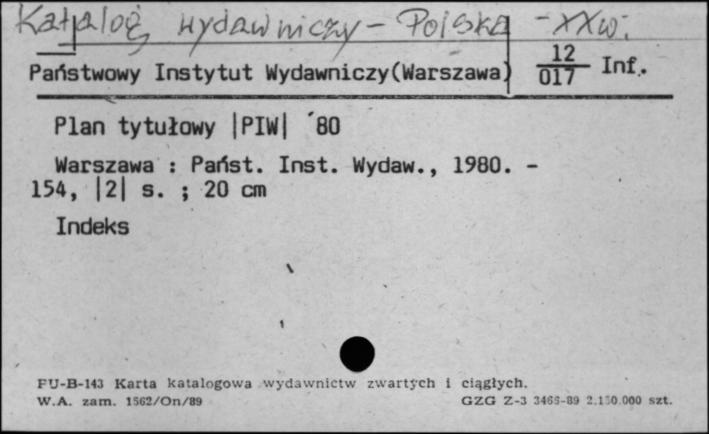 Katalog wydawniczy - Polska - XXw.
Państwowy Instytut Wydawniczy(Warszawa)
12
017
Inf.
Plan tytułowy |PIW| ´80
Warszawa : Państ. Inst. Wydaw., 1980. -
154, |2| s. ; 20 cm
Indeks
FU-B-143 Karta katalogowa wydawnictw zwartych i ciągłych.
W.A. zam. 1562/On/89
GZG Z-3 3466-89 2.150.000 szt.